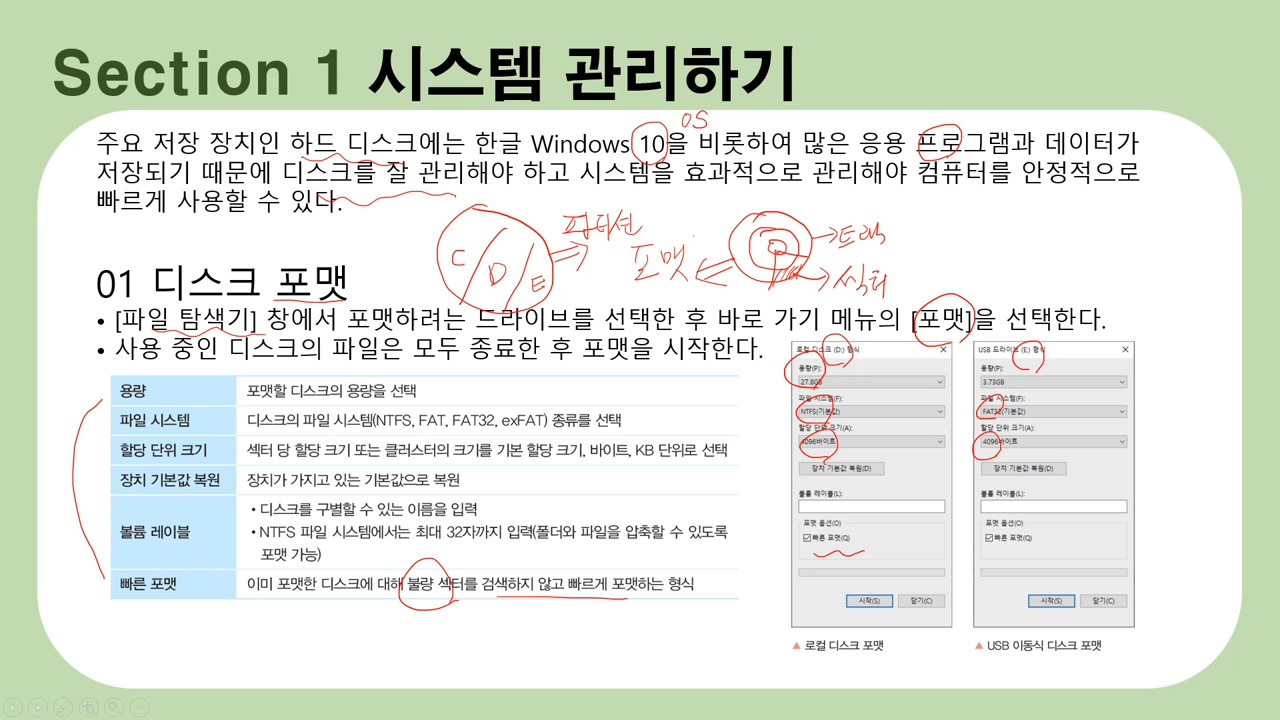 Section 1 시스템 관리하기
주요 저장 장치인 하드 디스크에는 한글 Windows 10을 비롯하여 많은 응용 프로그램과 데이터가
저장되기 때문에 디스크를 잘 관리해야 하고 시스템을 효과적으로 관리해야 컴퓨터를 안정적으로
빠르게 사용할 수 있다.
OS
C / D / E
파티션
포맷
트랙
섹터
01 디스크 포맷
• [파일 탐색기] 창에서 포맷하려는 드라이브를 선택한 후 바로 가기 메뉴의 [포맷]을 선택한다.
• 사용 중인 디스크의 파일은 모두 종료한 후 포맷을 시작한다.
용량 포맷할 디스크의 용량을 선택
파일 시스템 디스크의 파일 시스템(NTFS, FAT, FAT32, exFAT) 종류를 선택
할당 단위 크기 섹터 당 할당 크기 또는 클러스터의 크기를 기본 할당 크기, 바이트, KB 단위로 선택
장치 기본값 복원 장치가 가지고 있는 기본값으로 복원
볼륨 레이블 • 디스크를 구별할 수 있는 이름을 입력
• NTFS 파일 시스템에서는 최대 32자까지 입력(폴더와 파일을 압축할 수 있도록
포맷 가능)
빠른 포맷 이미 포맷한 디스크에 대해 불량 섹터를 검색하지 않고 빠르게 포맷하는 형식
로컬 디스크 (D:) 형식
용량(P):
27.8GB
파일 시스템(F):
NTFS(기본값)
할당 단위 크기(A):
4096바이트
장치 기본값 복원(D)
볼륨 레이블(L):
포맷 옵션(O)
빠른 포맷(Q)
시작(S) 닫기(C)
▲ 로컬 디스크 포맷
USB 드라이브 (E:) 형식
용량(P):
3.73GB
파일 시스템(F):
FAT32(기본값)
할당 단위 크기(A):
4096바이트
장치 기본값 복원(D)
볼륨 레이블(L):
포맷 옵션(O)
빠른 포맷(Q)
시작(S) 닫기(C)
▲ USB 이동식 디스크 포맷